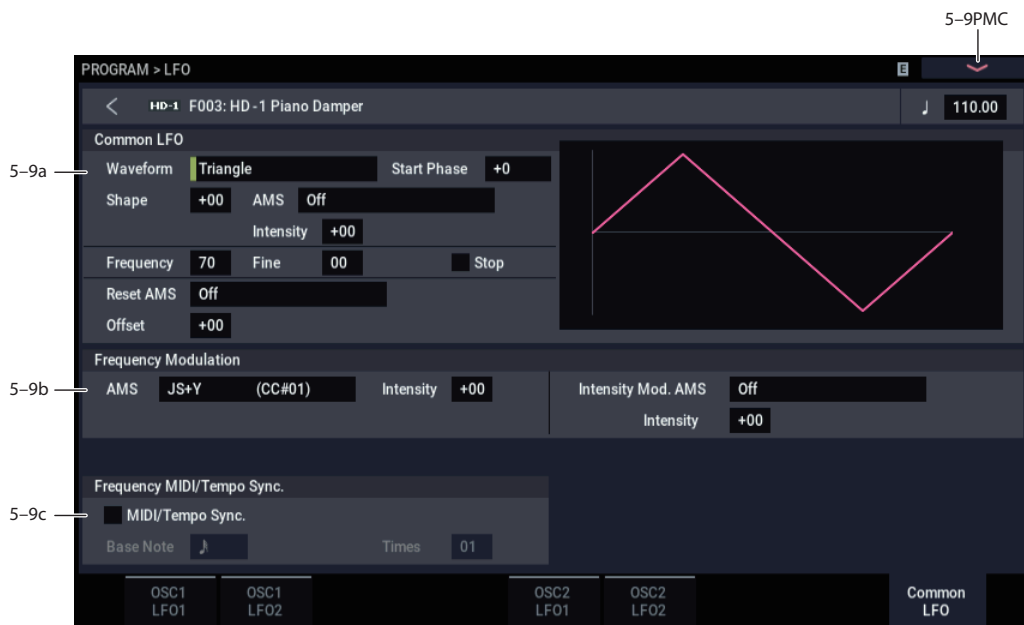 5–9PMC
PROGRAM > LFO
E
HD-1 F003: HD-1 Piano Damper
♩ 110.00
Common LFO
5–9a
Waveform Triangle Start Phase +0
Shape +00 AMS Off
Intensity +00
Frequency 70 Fine 00 Stop
Reset AMS Off
Offset +00
Frequency Modulation
5–9b
AMS JS+Y (CC#01) Intensity +00 Intensity Mod. AMS Off
Intensity +00
Frequency MIDI/Tempo Sync.
5–9c
MIDI/Tempo Sync.
Base Note Times 01
OSC1 LFO1
OSC1 LFO2
OSC2 LFO1
OSC2 LFO2
Common LFO